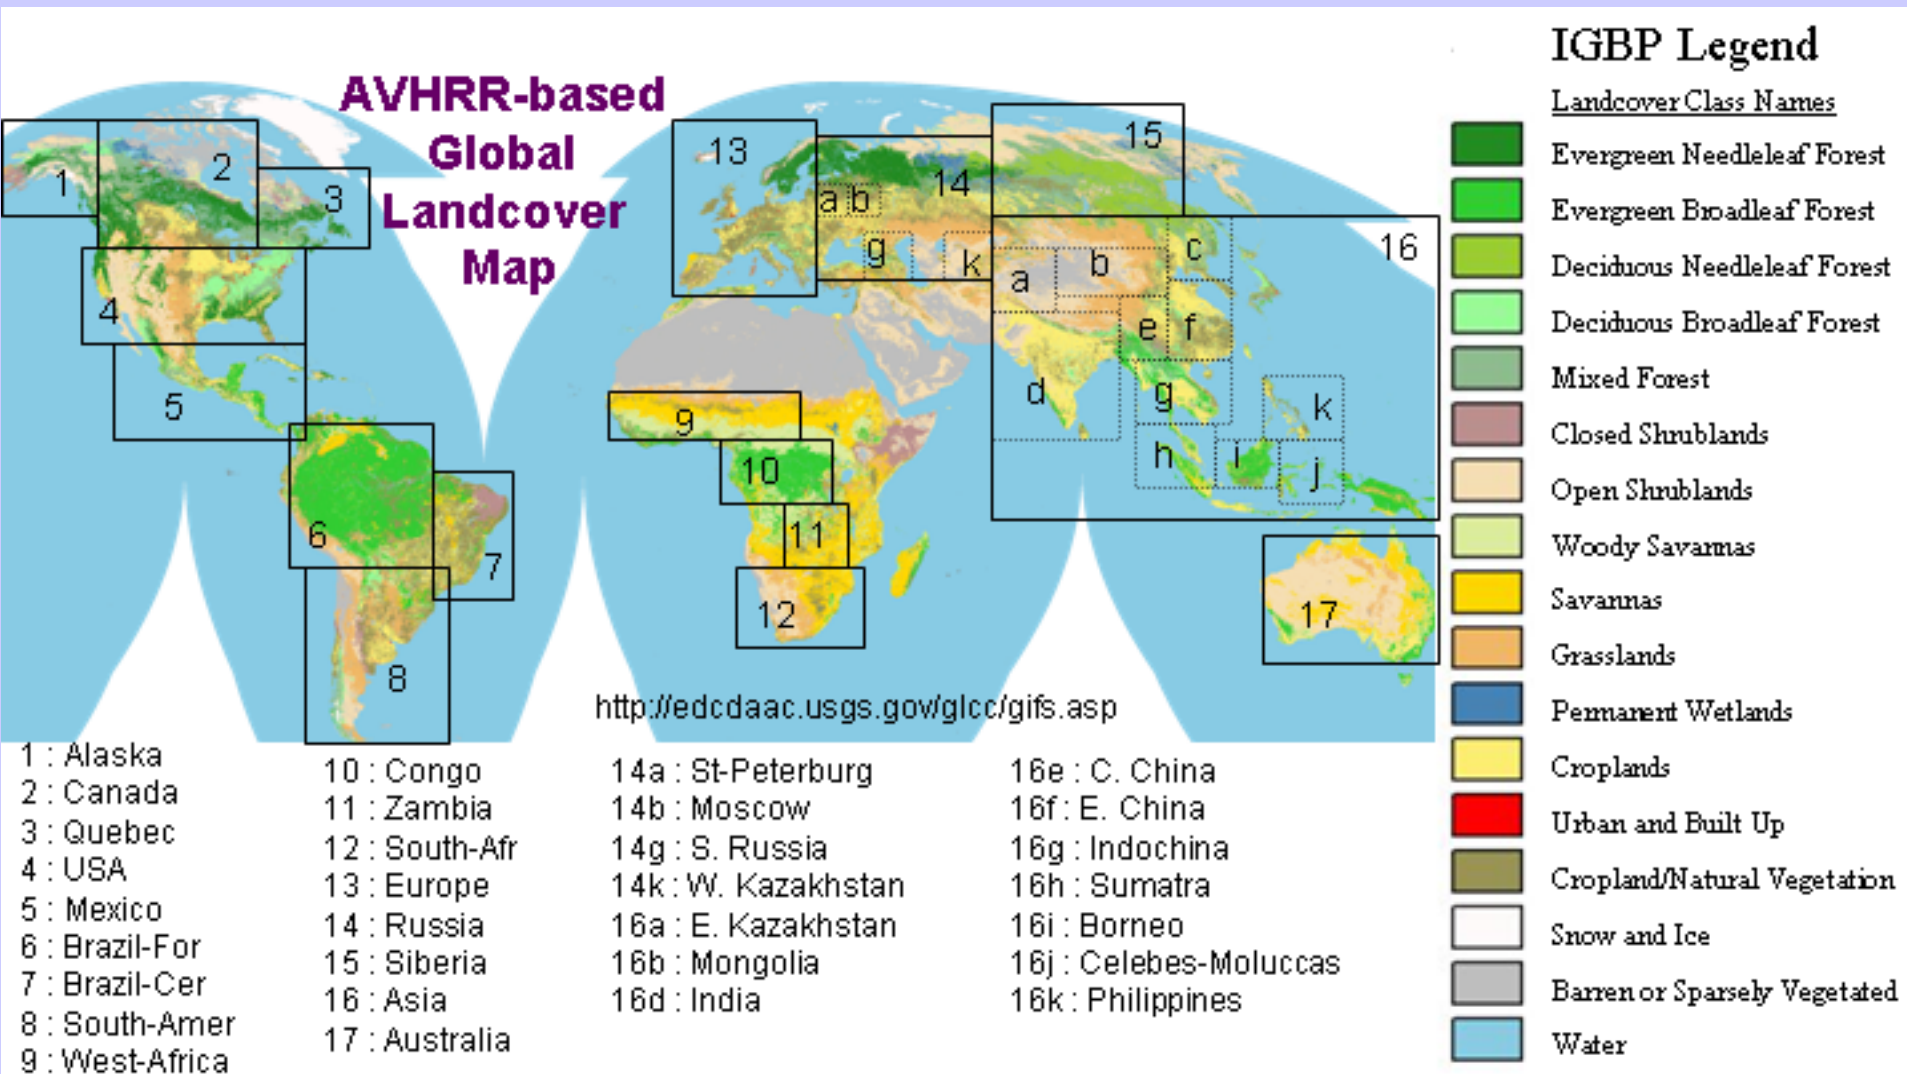 AVHRR-based
Global
Landcover
Map
1
2
3
4
5
6
7
8
9
10
11
12
13
14
a
b
g
k
15
16
a
b
c
d
e
f
g
h
i
j
k
17
http://edcdaac.usgs.gov/glcc/gifs.asp
1 : Alaska
2 : Canada
3 : Quebec
4 : USA
5 : Mexico
6 : Brazil-For
7 : Brazil-Cer
8 : South-Amer
9 : West-Africa
10 : Congo
11 : Zambia
12 : South-Afr
13 : Europe
14 : Russia
15 : Siberia
16 : Asia
17 : Australia
14a : St-Peterburg
14b : Moscow
14g : S. Russia
14k : W. Kazakhstan
16a : E. Kazakhstan
16b : Mongolia
16d : India
16e : C. China
16f : E. China
16g : Indochina
16h : Sumatra
16i : Borneo
16j : Celebes-Moluccas
16k : Philippines
IGBP Legend
Landcover Class Names
Evergreen Needleleaf Forest
Evergreen Broadleaf Forest
Deciduous Needleleaf Forest
Deciduous Broadleaf Forest
Mixed Forest
Closed Shrublands
Open Shrublands
Woody Savannas
Savannas
Grasslands
Permanent Wetlands
Croplands
Urban and Built Up
Cropland/Natural Vegetation
Snow and Ice
Barren or Sparsely Vegetated
Water